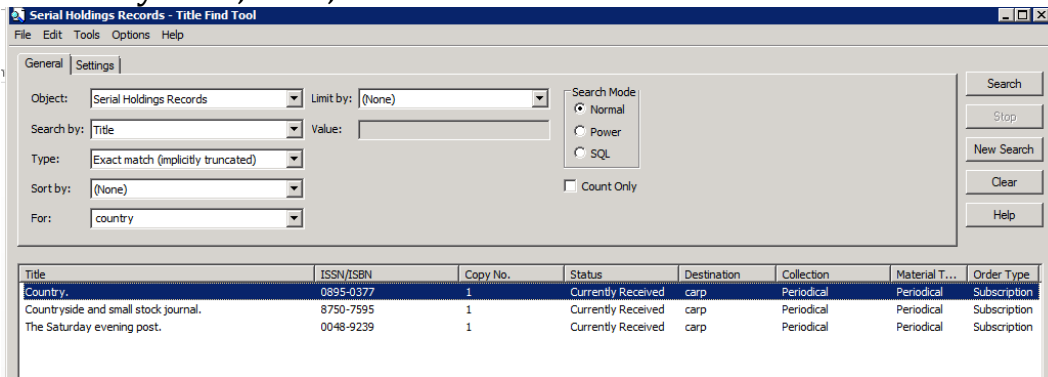 Serial Holdings Records - Title Find Tool
File Edit Tools Options Help
General Settings
Object: Serial Holdings Records Limit by: (None) Search Mode Search
Normal
Search by: Title Value: Power Stop
Type: Exact match (implicitly truncated) SQL New Search
Sort by: (None) Count Only Clear
For: country Help
Title ISSN/ISBN Copy No. Status Destination Collection Material T... Order Type
Country. 0895-0377 1 Currently Received carp Periodical Periodical Subscription
Countryside and small stock journal. 8750-7595 1 Currently Received carp Periodical Periodical Subscription
The Saturday evening post. 0048-9239 1 Currently Received carp Periodical Periodical Subscription